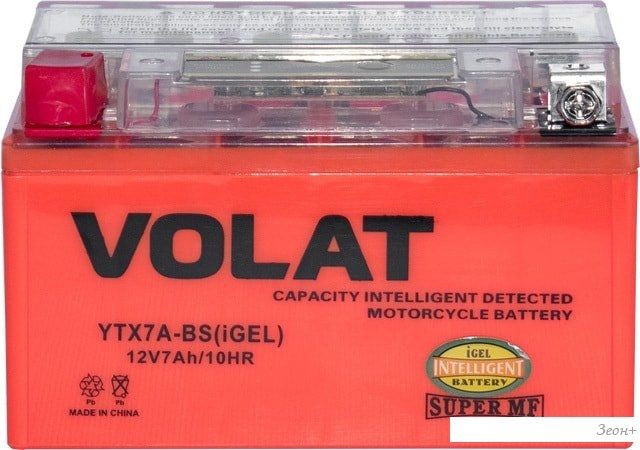 VOLAT
CAPACITY INTELLIGENT DETECTED
MOTORCYCLE BATTERY
YTX7A-BS(iGEL)
12V7Ah/10HR
Pb Pb
MADE IN CHINA
iGEL
INTELLIGENT
BATTERY
SUPER MF
Зеон+